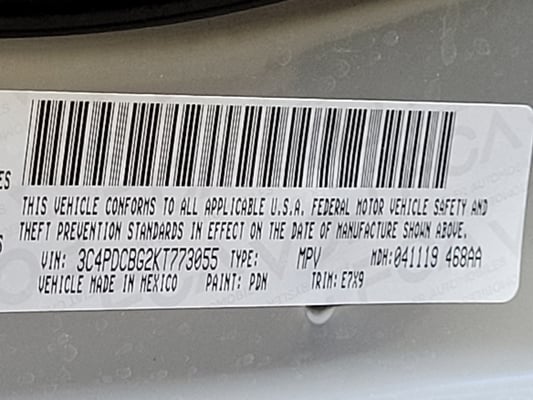 ES
THIS VEHICLE CONFORMS TO ALL APPLICABLE U.S.A. FEDERAL MOTOR VEHICLE SAFETY AND
THEFT PREVENTION STANDARDS IN EFFECT ON THE DATE OF MANUFACTURE SHOWN ABOVE.
VIN: 3C4PDCBG2KT773055 TYPE: MPV MDH:041119 468AA
VEHICLE MADE IN MEXICO PAINT: PDN TRIM: E7X9